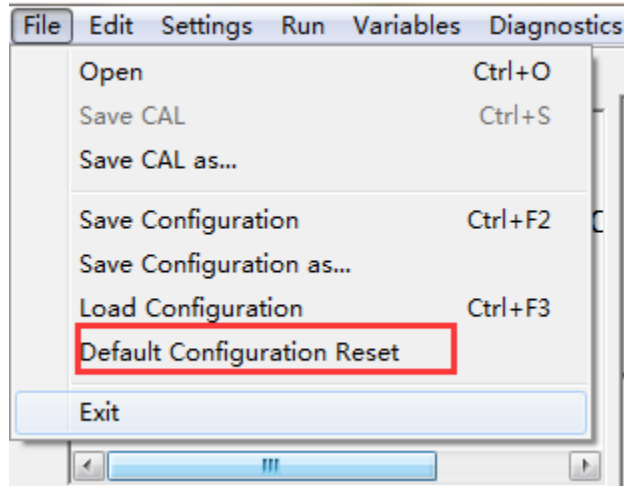 File Edit Settings Run Variables Diagnostics
Open Ctrl+O
Save CAL Ctrl+S
Save CAL as...
Save Configuration Ctrl+F2
Save Configuration as...
Load Configuration Ctrl+F3
Default Configuration Reset
Exit